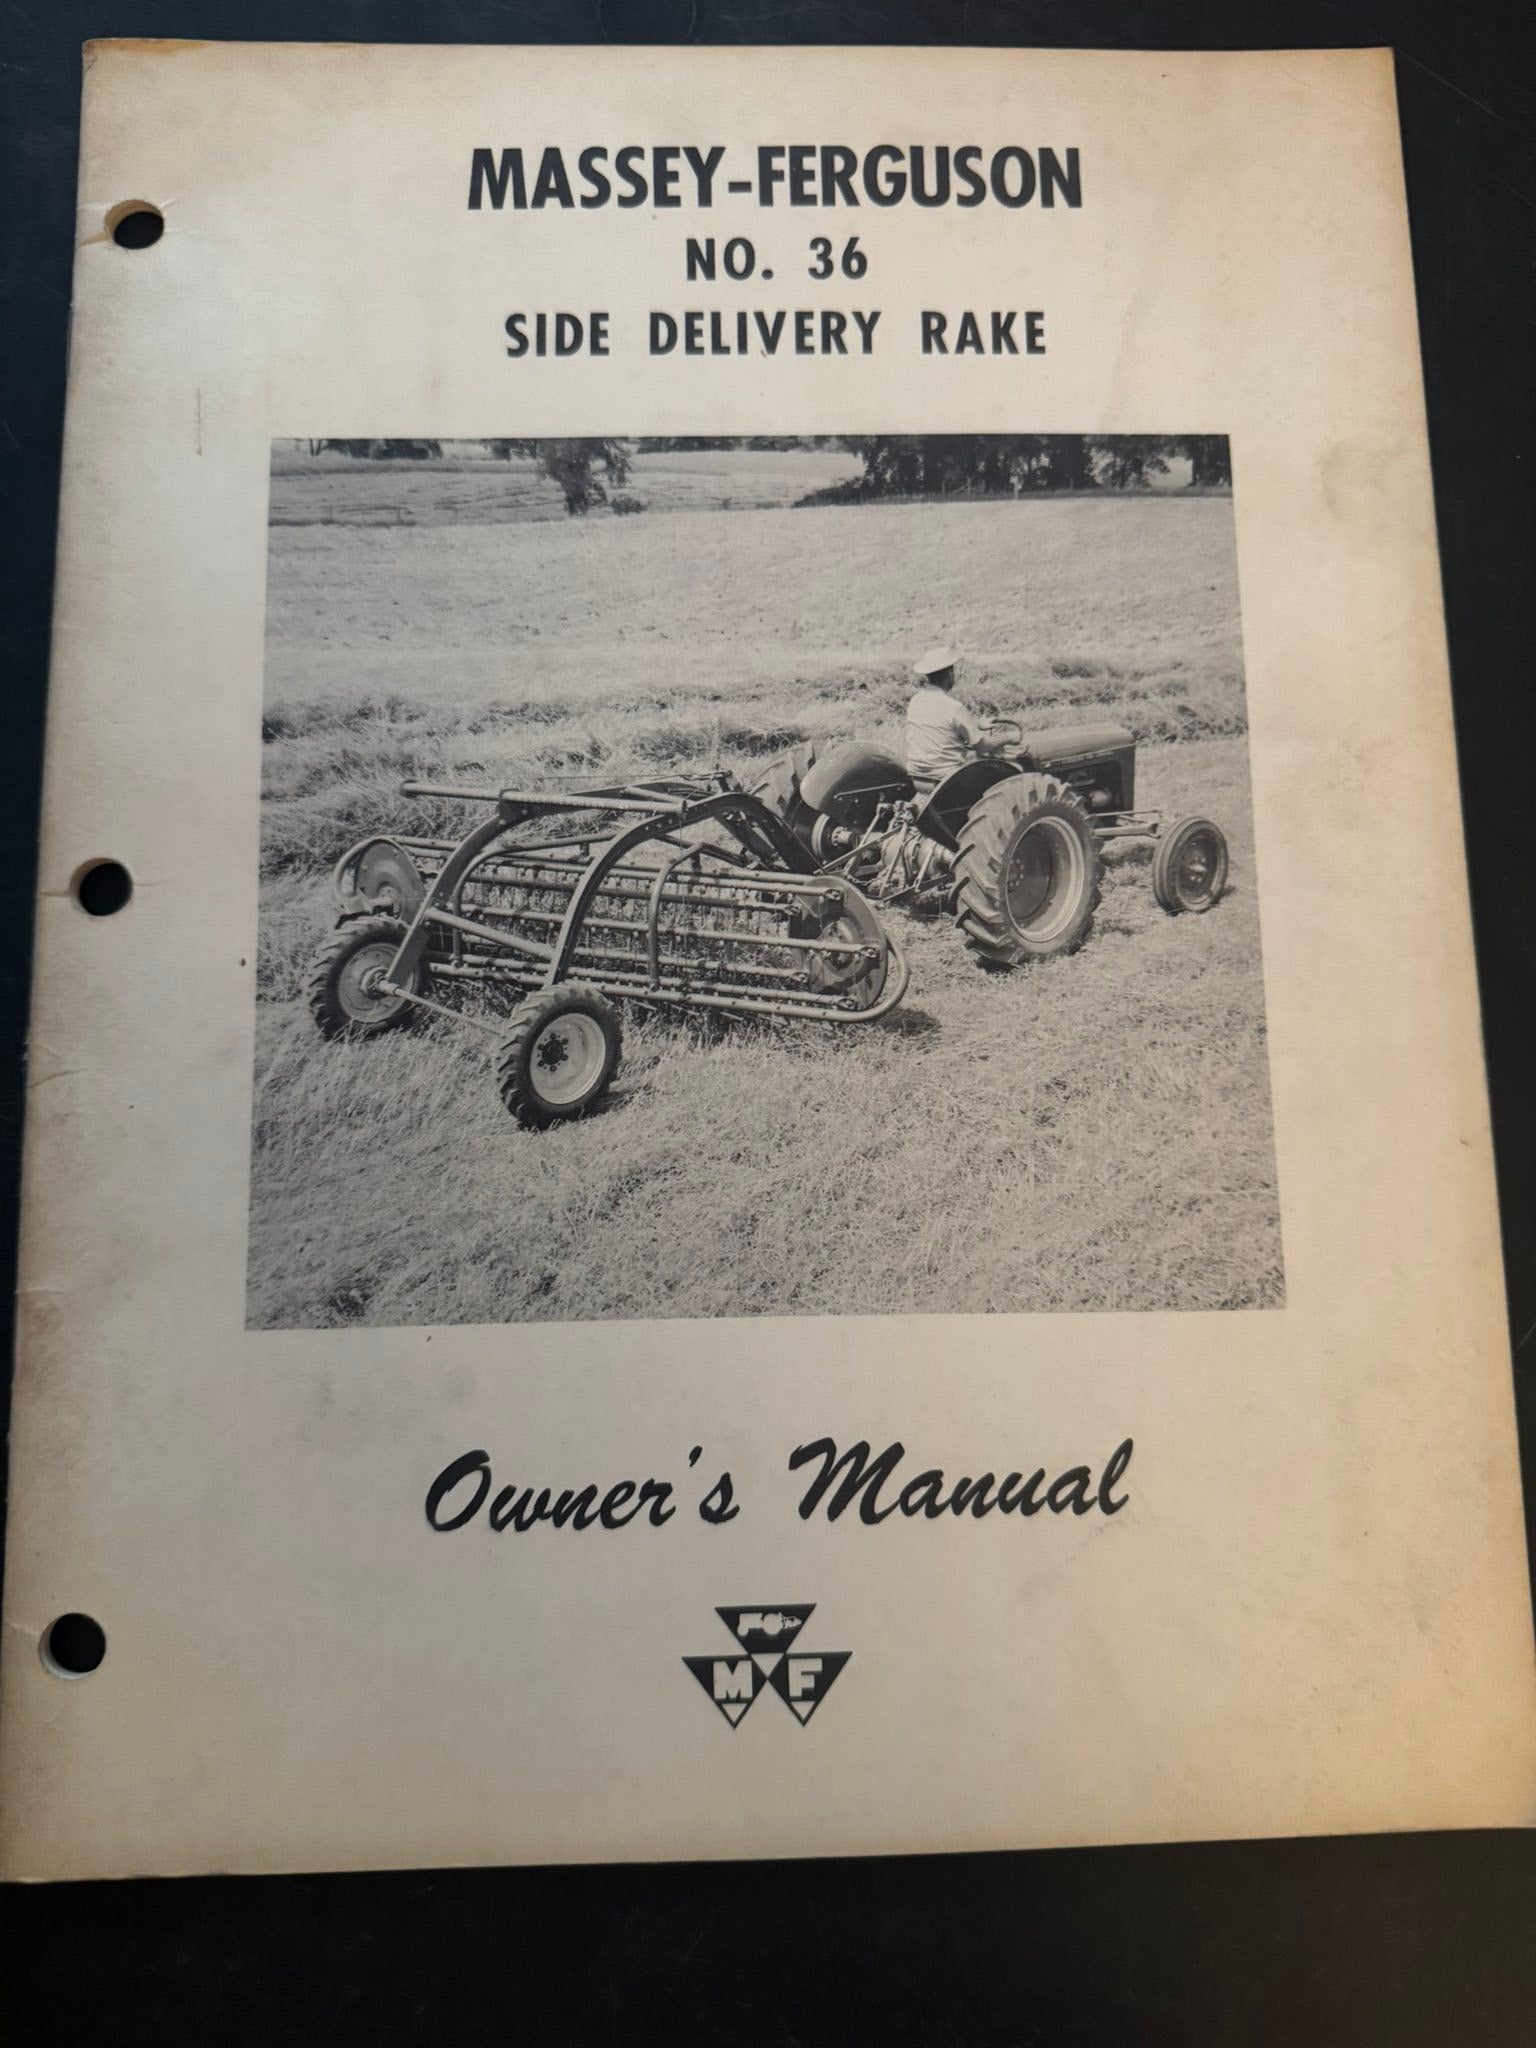 MASSEY-FERGUSON
NO. 36
SIDE DELIVERY RAKE
Owner's Manual
M F